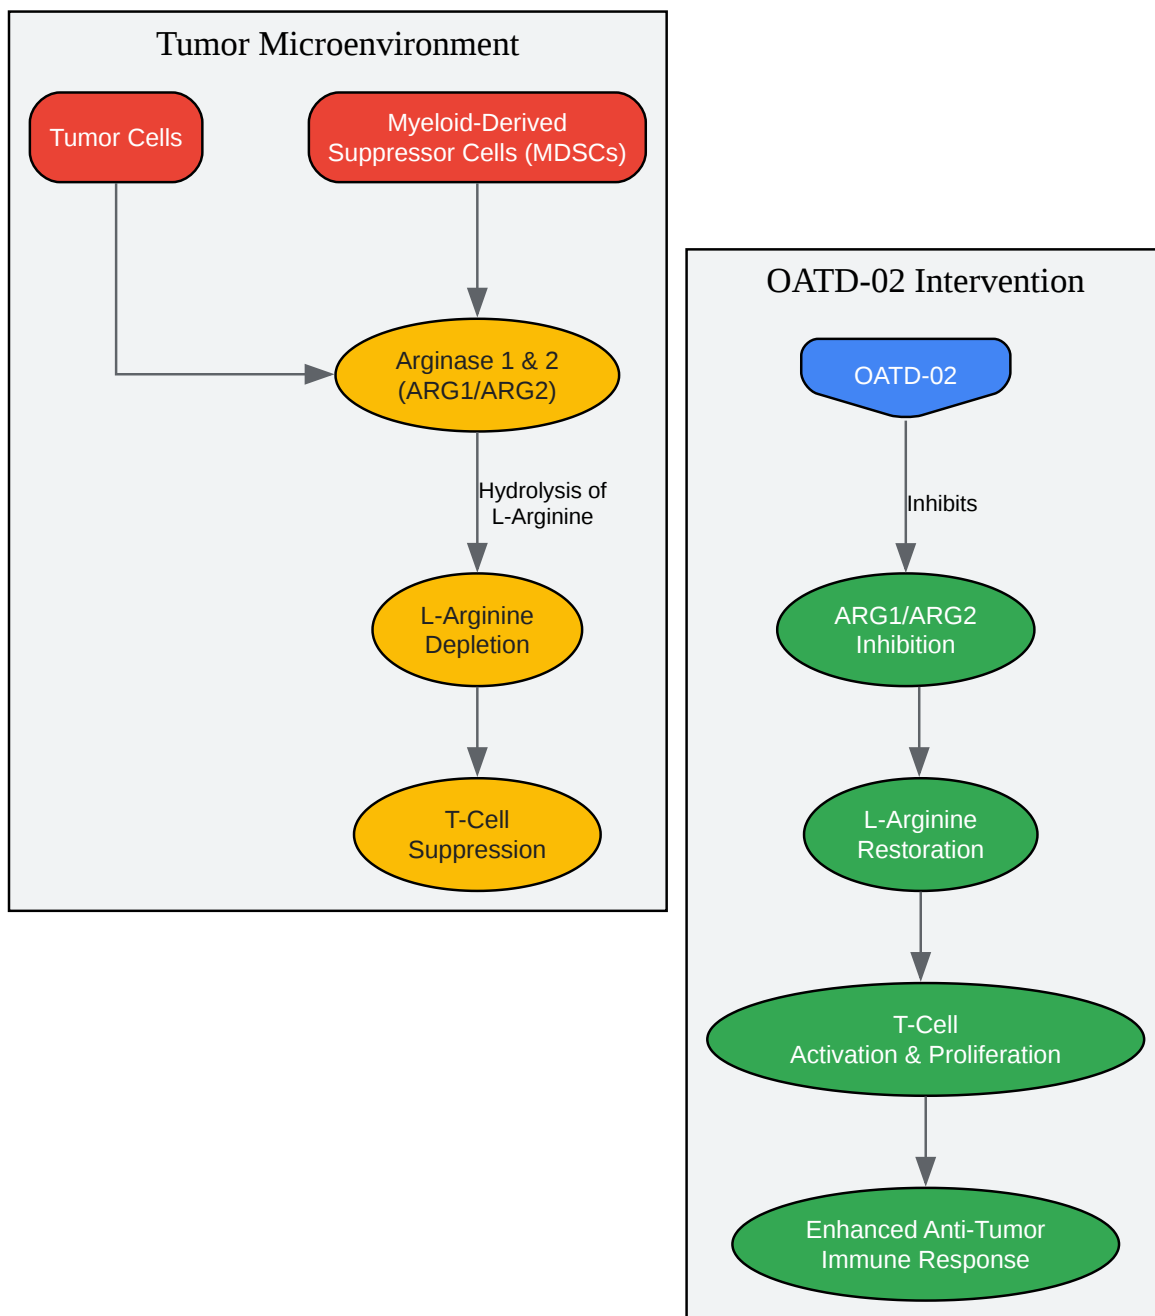 Tumor Microenvironment
Tumor Cells
Myeloid-Derived
Suppressor Cells (MDSCs)
Arginase 1 & 2
(ARG1/ARG2)
Hydrolysis of
L-Arginine
L-Arginine
Depletion
T-Cell
Suppression
OATD-02 Intervention
OATD-02
Inhibits
ARG1/ARG2
Inhibition
L-Arginine
Restoration
T-Cell
Activation & Proliferation
Enhanced Anti-Tumor
Immune Response